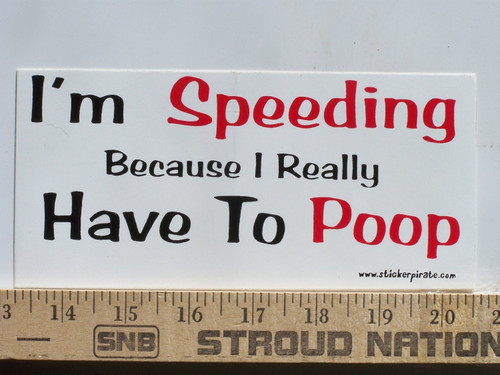 I'm Speeding
Because I Really
Have To Poop
www.stickerpirate.com
3 14 15 16 17 18 19 20 2
SNB STROUD NATION